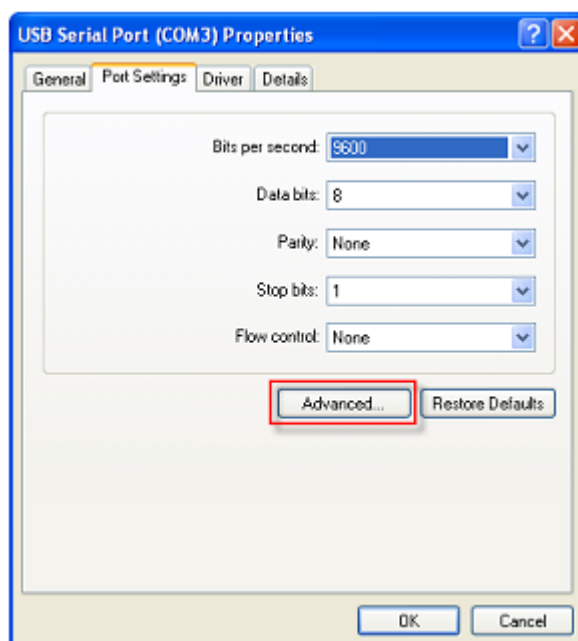 USB Serial Port (COM3) Properties
General Port Settings Driver Details
Bits per second: 9600
Data bits: 8
Parity: None
Stop bits: 1
Flow control: None
Advanced... Restore Defaults
OK Cancel